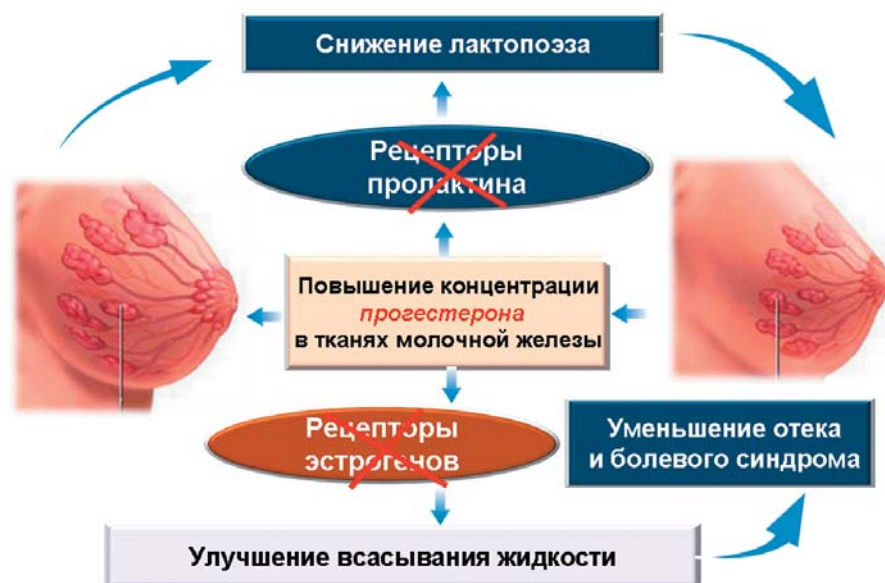 Снижение лактопоэза
Рецепторы
пролактина
Повышение концентрации
прогестерона
в тканях молочной железы
Рецепторы
эстрогенов
Уменьшение отека
и болевого синдрома
Улучшение всасывания жидкости